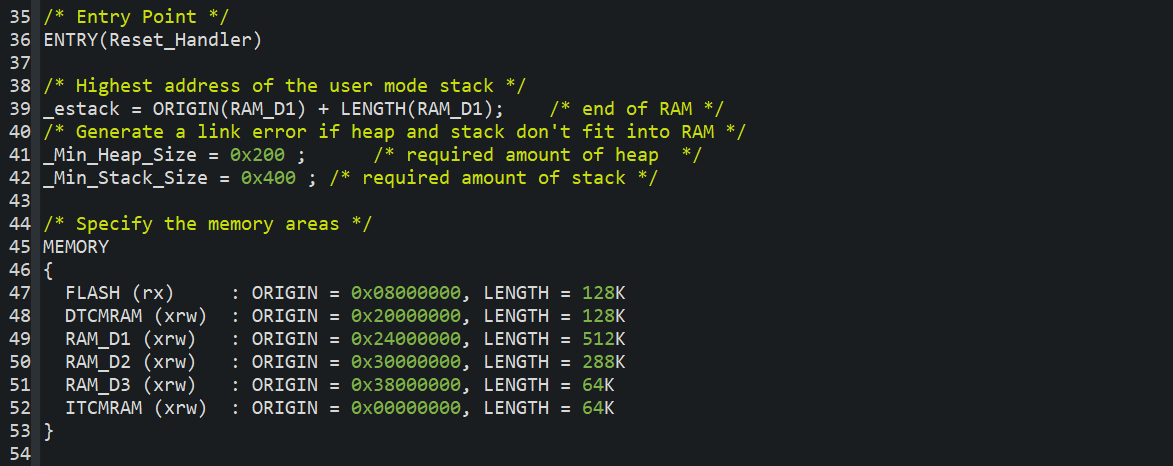 35 /* Entry Point */
36 ENTRY(Reset_Handler)
37
38 /* Highest address of the user mode stack */
39 _estack = ORIGIN(RAM_D1) + LENGTH(RAM_D1);    /* end of RAM */
40 /* Generate a link error if heap and stack don't fit into RAM */
41 _Min_Heap_Size = 0x200 ;      /* required amount of heap  */
42 _Min_Stack_Size = 0x400 ; /* required amount of stack */
43
44 /* Specify the memory areas */
45 MEMORY
46 {
47   FLASH (rx)     : ORIGIN = 0x08000000, LENGTH = 128K
48   DTCMRAM (xrw)  : ORIGIN = 0x20000000, LENGTH = 128K
49   RAM_D1 (xrw)   : ORIGIN = 0x24000000, LENGTH = 512K
50   RAM_D2 (xrw)   : ORIGIN = 0x30000000, LENGTH = 288K
51   RAM_D3 (xrw)   : ORIGIN = 0x38000000, LENGTH = 64K
52   ITCMRAM (xrw)  : ORIGIN = 0x00000000, LENGTH = 64K
53 }
54